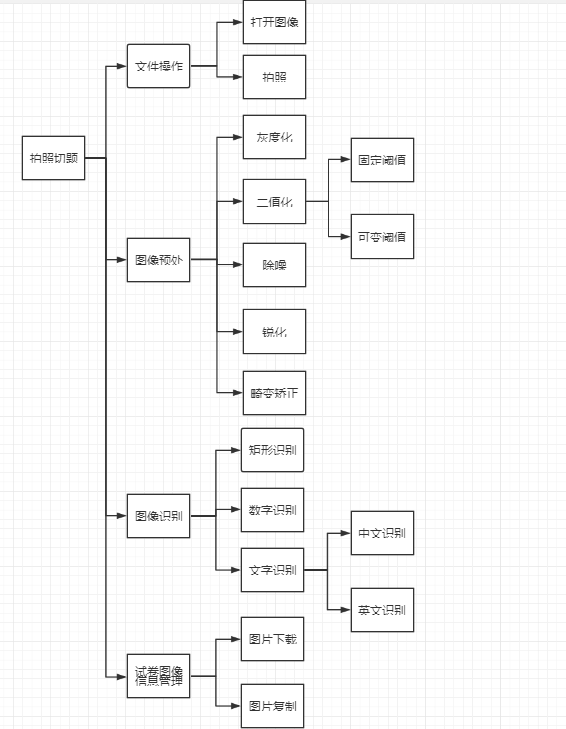 打开图像
文件操作
拍照
灰度化
拍照切题
固定阈值
二值化
可变阈值
图像预处
除噪
锐化
畸变矫正
矩形识别
数字识别
图像识别
中文识别
文字识别
英文识别
图片下载
试卷图像
信息管理
图片复制